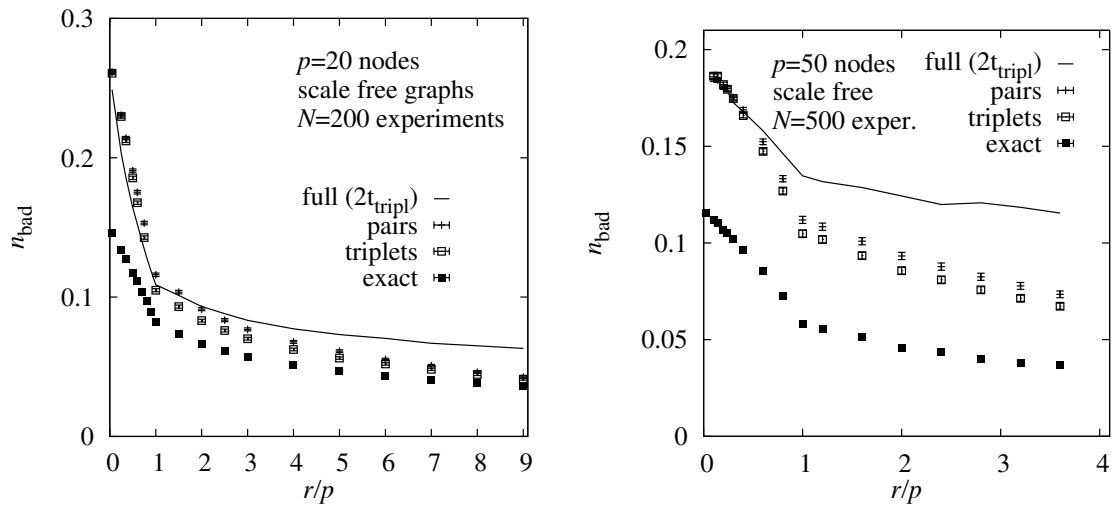 0.3
0.2
0.1
0
n_bad
p=20 nodes
scale free graphs
N=200 experiments
full (2t_tripl)
pairs
triplets
exact
0 1 2 3 4 5 6 7 8 9
r/p
0.2
0.15
0.1
0.05
0
n_bad
p=50 nodes
scale free
N=500 exper.
full (2t_tripl)
pairs
triplets
exact
0 1 2 3 4
r/p